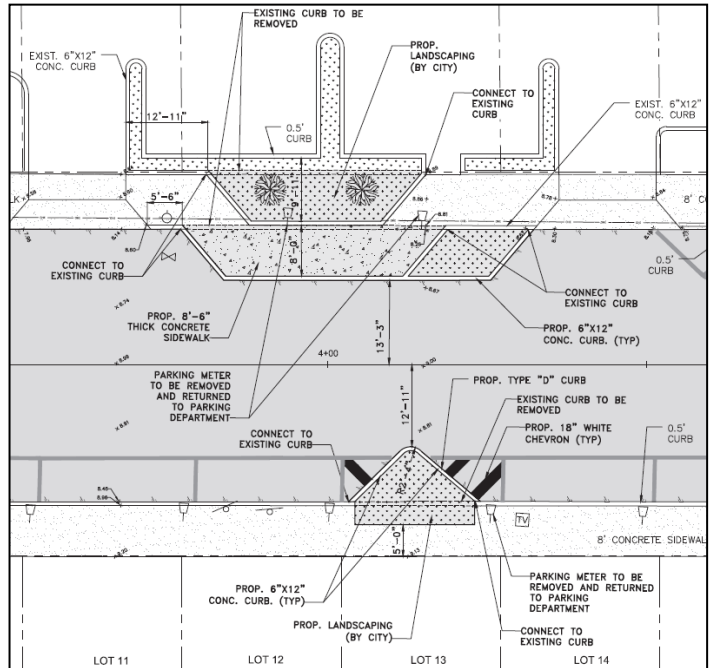 EXISTING CURB TO BE
REMOVED
EXIST. 6"X12"
CONC. CURB
PROP.
LANDSCAPING
(BY CITY)
CONNECT TO
EXISTING
CURB
EXIST. 6"X12"
CONC. CURB
12'-11"
0.5'
CURB
5'-6"
9'-11"
8'-0"
0.5'
CURB
CONNECT TO
EXISTING CURB
CONNECT TO
EXISTING CURB
PROP. 8'-6"
THICK CONCRETE
SIDEWALK
PROP. 6"X12"
CONC. CURB. (TYP)
13'-3"
4+00
PARKING METER
TO BE REMOVED
AND RETURNED
TO PARKING
DEPARTMENT
12'-11"
PROP. TYPE "D" CURB
EXISTING CURB TO BE
REMOVED
PROP. 18" WHITE
CHEVRON (TYP)
0.5'
CURB
CONNECT TO
EXISTING CURB
TV
5'-0"
8' CONCRETE SIDEWAL
PROP. 6"X12"
CONC. CURB. (TYP)
PARKING METER TO BE
REMOVED AND RETURNED
TO PARKING
DEPARTMENT
PROP. LANDSCAPING
(BY CITY)
CONNECT TO
EXISTING CURB
LOT 11
LOT 12
LOT 13
LOT 14